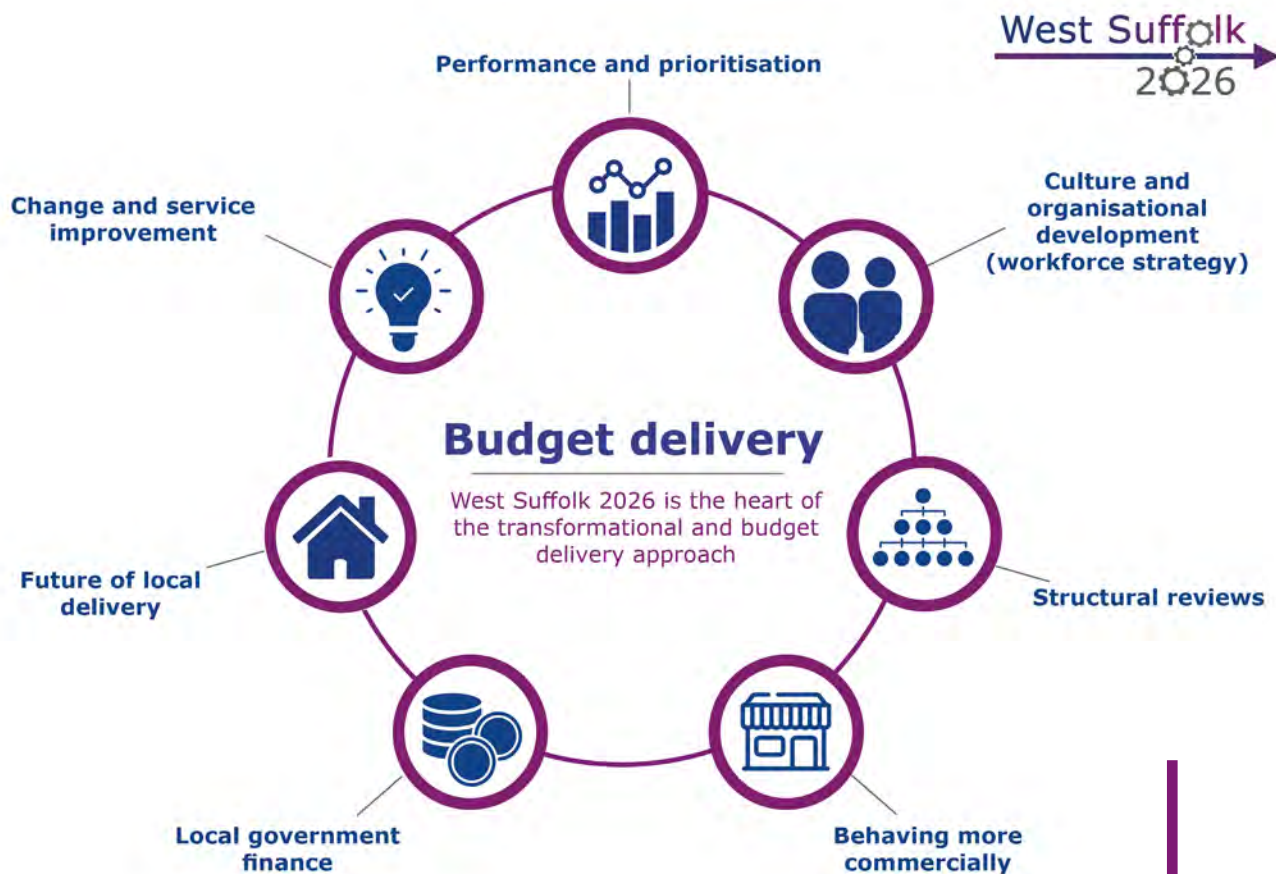 West Suffolk
2026
Performance and prioritisation
Culture and
organisational
development
(workforce strategy)
Change and service
improvement
Budget delivery
West Suffolk 2026 is the heart of
the transformational and budget
delivery approach
Future of local
delivery
Structural reviews
Local government
finance
Behaving more
commercially